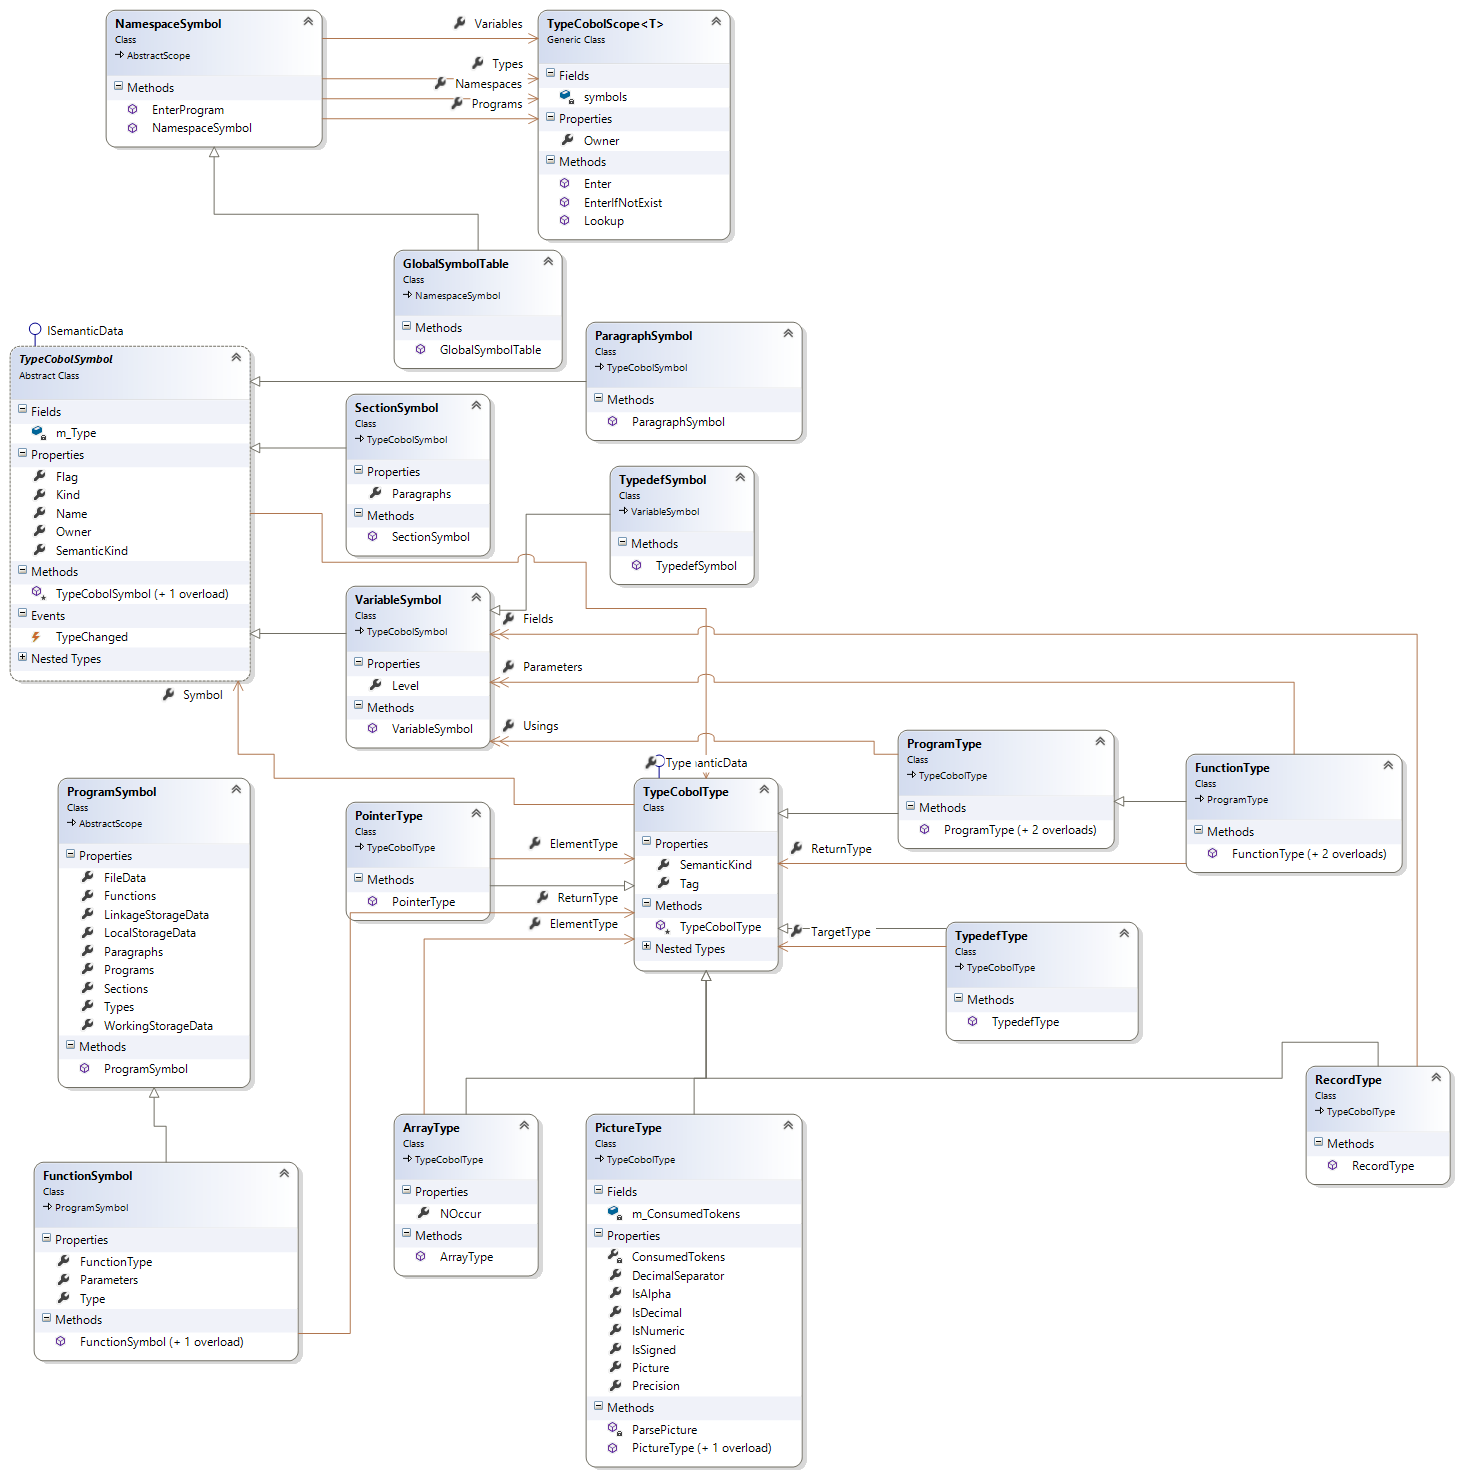 NamespaceSymbol
Class
AbstractScope
Methods
EnterProgram
NamespaceSymbol
Variables
Types
Namespaces
Programs
TypeCobolScope<T>
Generic Class
Fields
symbols
Properties
Owner
Methods
Enter
EnterIfNotExist
Lookup
GlobalSymbolTable
Class
NamespaceSymbol
Methods
GlobalSymbolTable
ISemanticData
TypeCobolSymbol
Abstract Class
Fields
m_Type
Properties
Flag
Kind
Name
Owner
SemanticKind
Methods
TypeCobolSymbol (+ 1 overload)
Events
TypeChanged
Nested Types
Symbol
ParagraphSymbol
Class
TypeCobolSymbol
Methods
ParagraphSymbol
SectionSymbol
Class
TypeCobolSymbol
Properties
Paragraphs
Methods
SectionSymbol
TypedefSymbol
Class
VariableSymbol
Methods
TypedefSymbol
VariableSymbol
Class
TypeCobolSymbol
Properties
Level
Methods
VariableSymbol
Fields
Parameters
Usings
ProgramType
Class
TypeCobolType
Methods
ProgramType (+ 2 overloads)
FunctionType
Class
ProgramType
Methods
FunctionType (+ 2 overloads)
ReturnType
Type
anticData
TypeCobolType
Class
Properties
SemanticKind
Tag
Methods
TypeCobolType
Nested Types
PointerType
Class
TypeCobolType
Methods
PointerType
ElementType
ReturnType
ElementType
TargetType
TypedefType
Class
TypeCobolType
Methods
TypedefType
ProgramSymbol
Class
AbstractScope
Properties
FileData
Functions
LinkageStorageData
LocalStorageData
Paragraphs
Programs
Sections
Types
WorkingStorageData
Methods
ProgramSymbol
RecordType
Class
TypeCobolType
Methods
RecordType
ArrayType
Class
TypeCobolType
Properties
NOccur
Methods
ArrayType
PictureType
Class
TypeCobolType
Fields
m_ConsumedTokens
Properties
ConsumedTokens
DecimalSeparator
IsAlpha
IsDecimal
IsNumeric
IsSigned
Picture
Precision
Methods
ParsePicture
PictureType (+ 1 overload)
FunctionSymbol
Class
ProgramSymbol
Properties
FunctionType
Parameters
Type
Methods
FunctionSymbol (+ 1 overload)